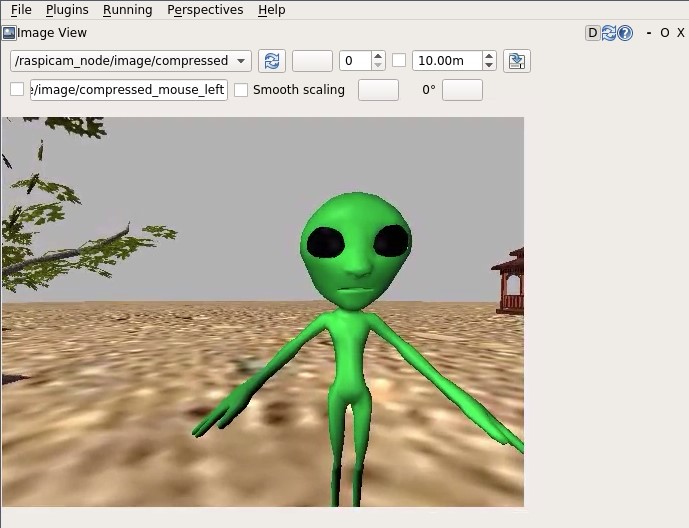 File Plugins Running Perspectives Help
Image View D - O X
/raspicam_node/image/compressed 0 10.00m
e/image/compressed_mouse_left Smooth scaling 0°